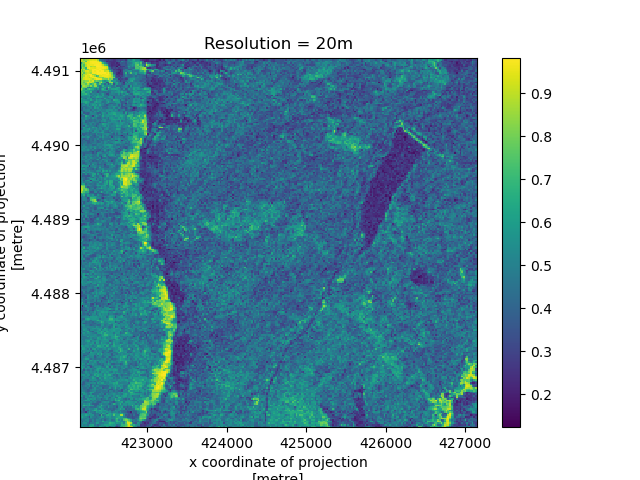 Resolution = 20m
1e6
4.491
4.490
4.489
4.488
4.487
y coordinate of projection
[metre]
423000 424000 425000 426000 427000
x coordinate of projection
[metre]
0.9
0.8
0.7
0.6
0.5
0.4
0.3
0.2